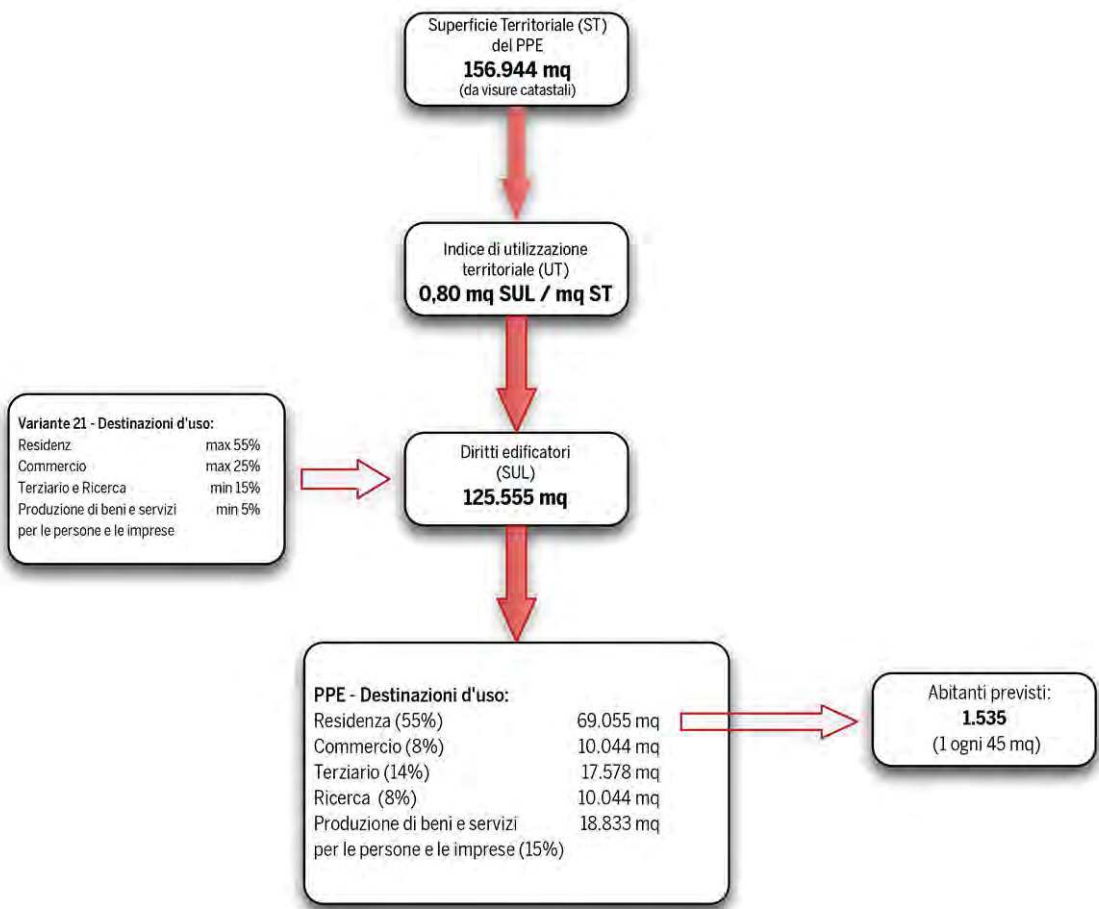 Superficie Territoriale (ST)
del PPE
156.944 mq
(da visure catastali)
Indice di utilizzazione
territoriale (UT)
0,80 mq SUL / mq ST
Variante 21 - Destinazioni d'uso:
Residenz max 55%
Commercio max 25%
Terziario e Ricerca min 15%
Produzione di beni e servizi min 5%
per le persone e le imprese
Diritti edificatori
(SUL)
125.555 mq
PPE - Destinazioni d'uso:
Residenza (55%) 69.055 mq
Commercio (8%) 10.044 mq
Terziario (14%) 17.578 mq
Ricerca (8%) 10.044 mq
Produzione di beni e servizi 18.833 mq
per le persone e le imprese (15%)
Abitanti previsti:
1.535
(1 ogni 45 mq)